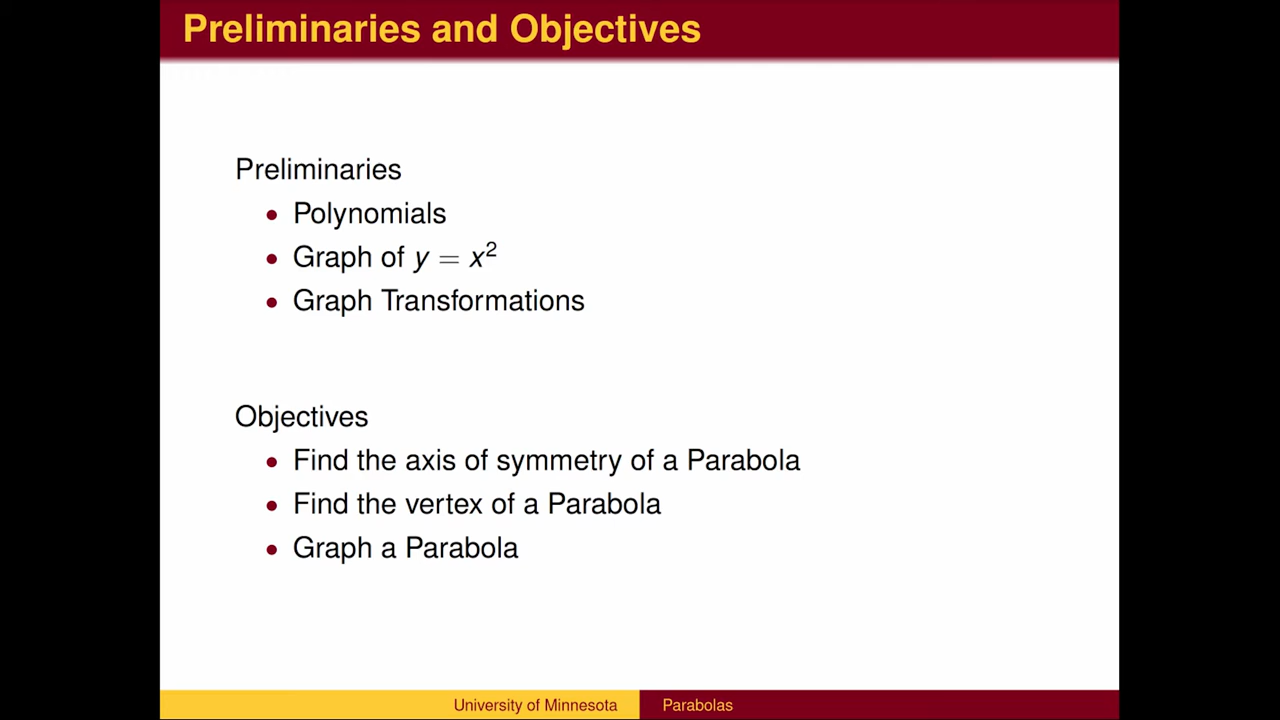 Preliminaries and Objectives
Preliminaries
• Polynomials
• Graph of y = x²
• Graph Transformations
Objectives
• Find the axis of symmetry of a Parabola
• Find the vertex of a Parabola
• Graph a Parabola
University of Minnesota Parabolas